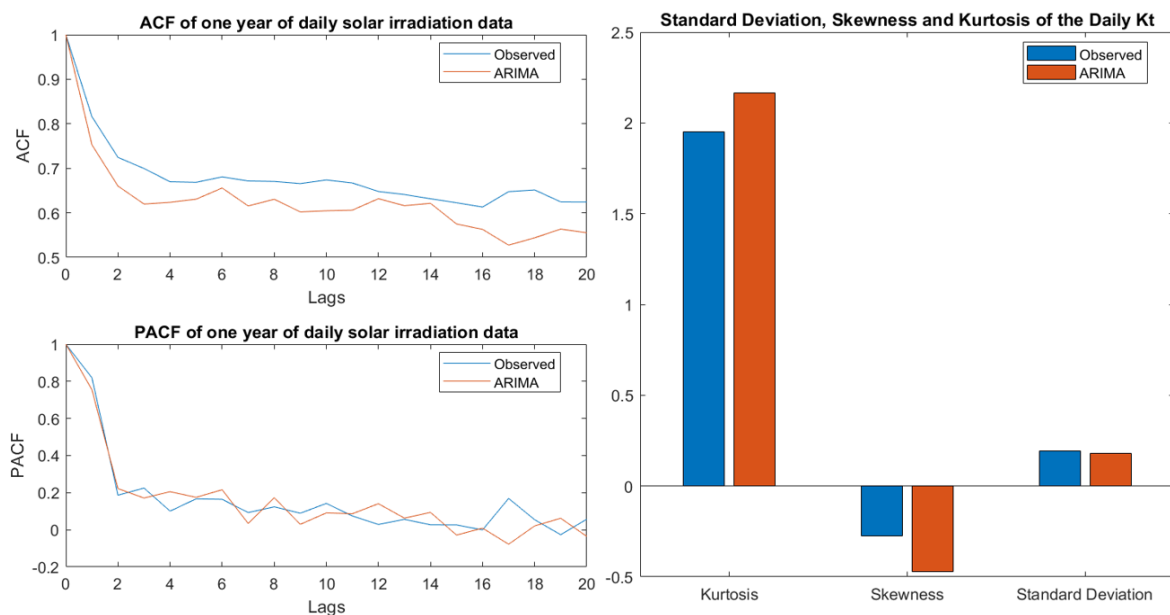 ACF of one year of daily solar irradiation data
1
0.9
0.8
0.7
0.6
0.5
ACF
Observed
ARIMA
0 2 4 6 8 10 12 14 16 18 20
Lags
PACF of one year of daily solar irradiation data
1
0.8
0.6
0.4
0.2
0
-0.2
PACF
Observed
ARIMA
0 2 4 6 8 10 12 14 16 18 20
Lags
Standard Deviation, Skewness and Kurtosis of the Daily Kt
2.5
2
1.5
1
0.5
0
-0.5
Observed
ARIMA
Kurtosis Skewness Standard Deviation